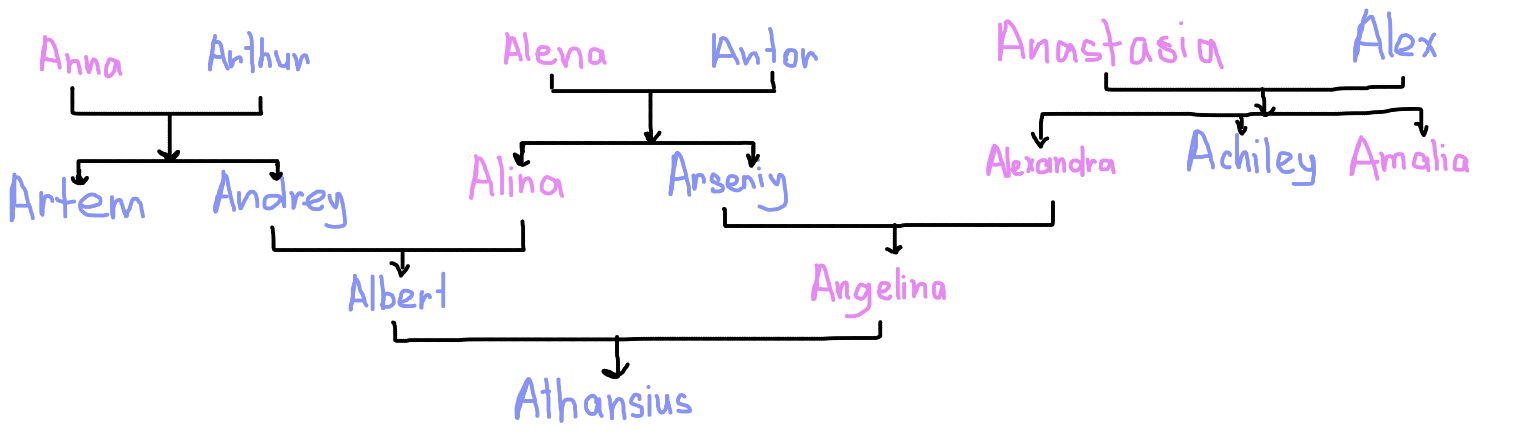 Anna Arthur Alena Anton Anastasia Alex
Artem Andrey Alina Arseniy Alexandra Achiley Amalia
Albert Angelina
Athansius